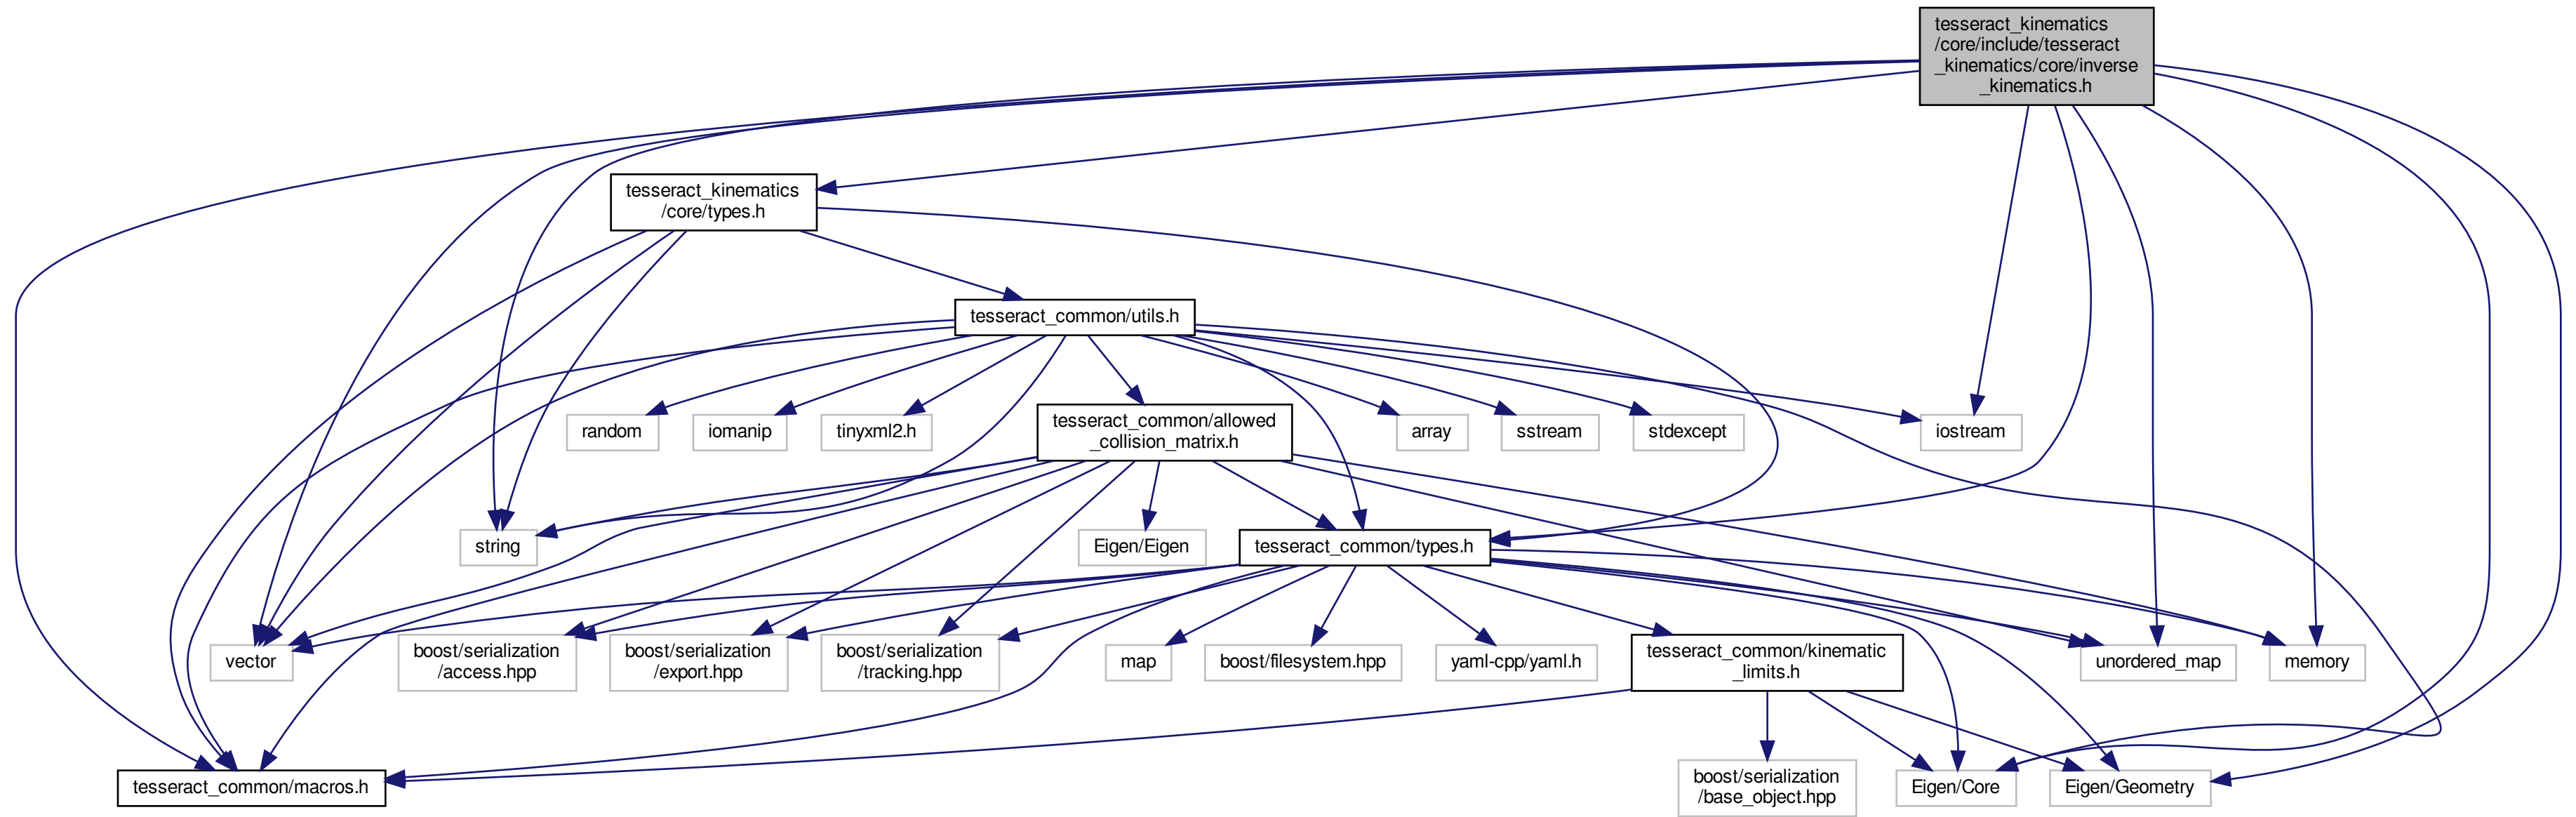 tesseract_kinematics
/core/include/tesseract
_kinematics/core/inverse
_kinematics.h
tesseract_kinematics
/core/types.h
tesseract_common/utils.h
random
iomanip
tinyxml2.h
tesseract_common/allowed
_collision_matrix.h
array
sstream
stdexcept
iostream
string
Eigen/Eigen
tesseract_common/types.h
vector
boost/serialization
/access.hpp
boost/serialization
/export.hpp
boost/serialization
/tracking.hpp
map
boost/filesystem.hpp
yaml-cpp/yaml.h
tesseract_common/kinematic
_limits.h
unordered_map
memory
tesseract_common/macros.h
boost/serialization
/base_object.hpp
Eigen/Core
Eigen/Geometry